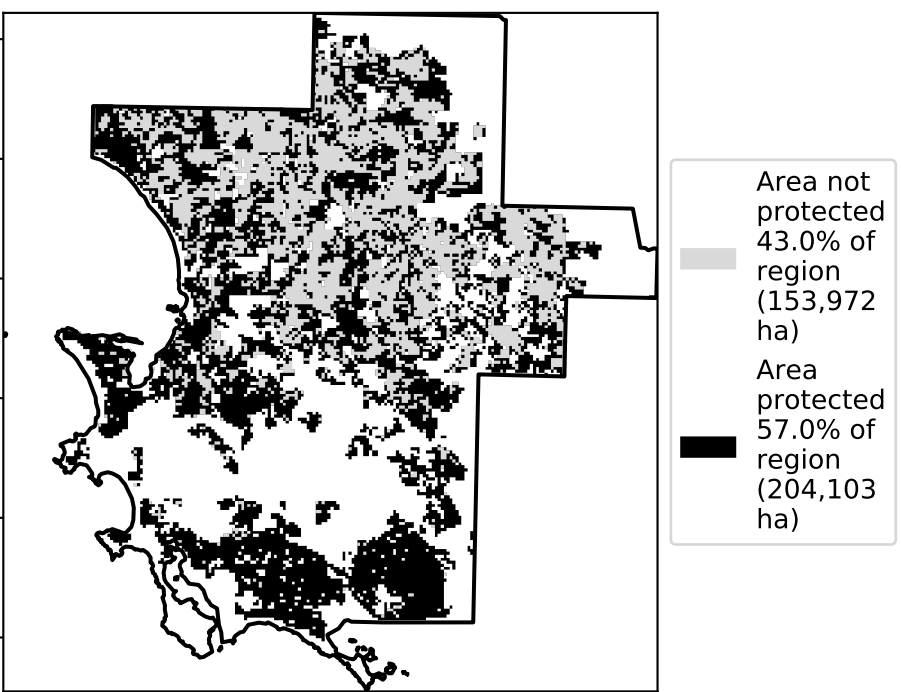 Area not
protected
43.0% of
region
(153,972
ha)
Area
protected
57.0% of
region
(204,103
ha)